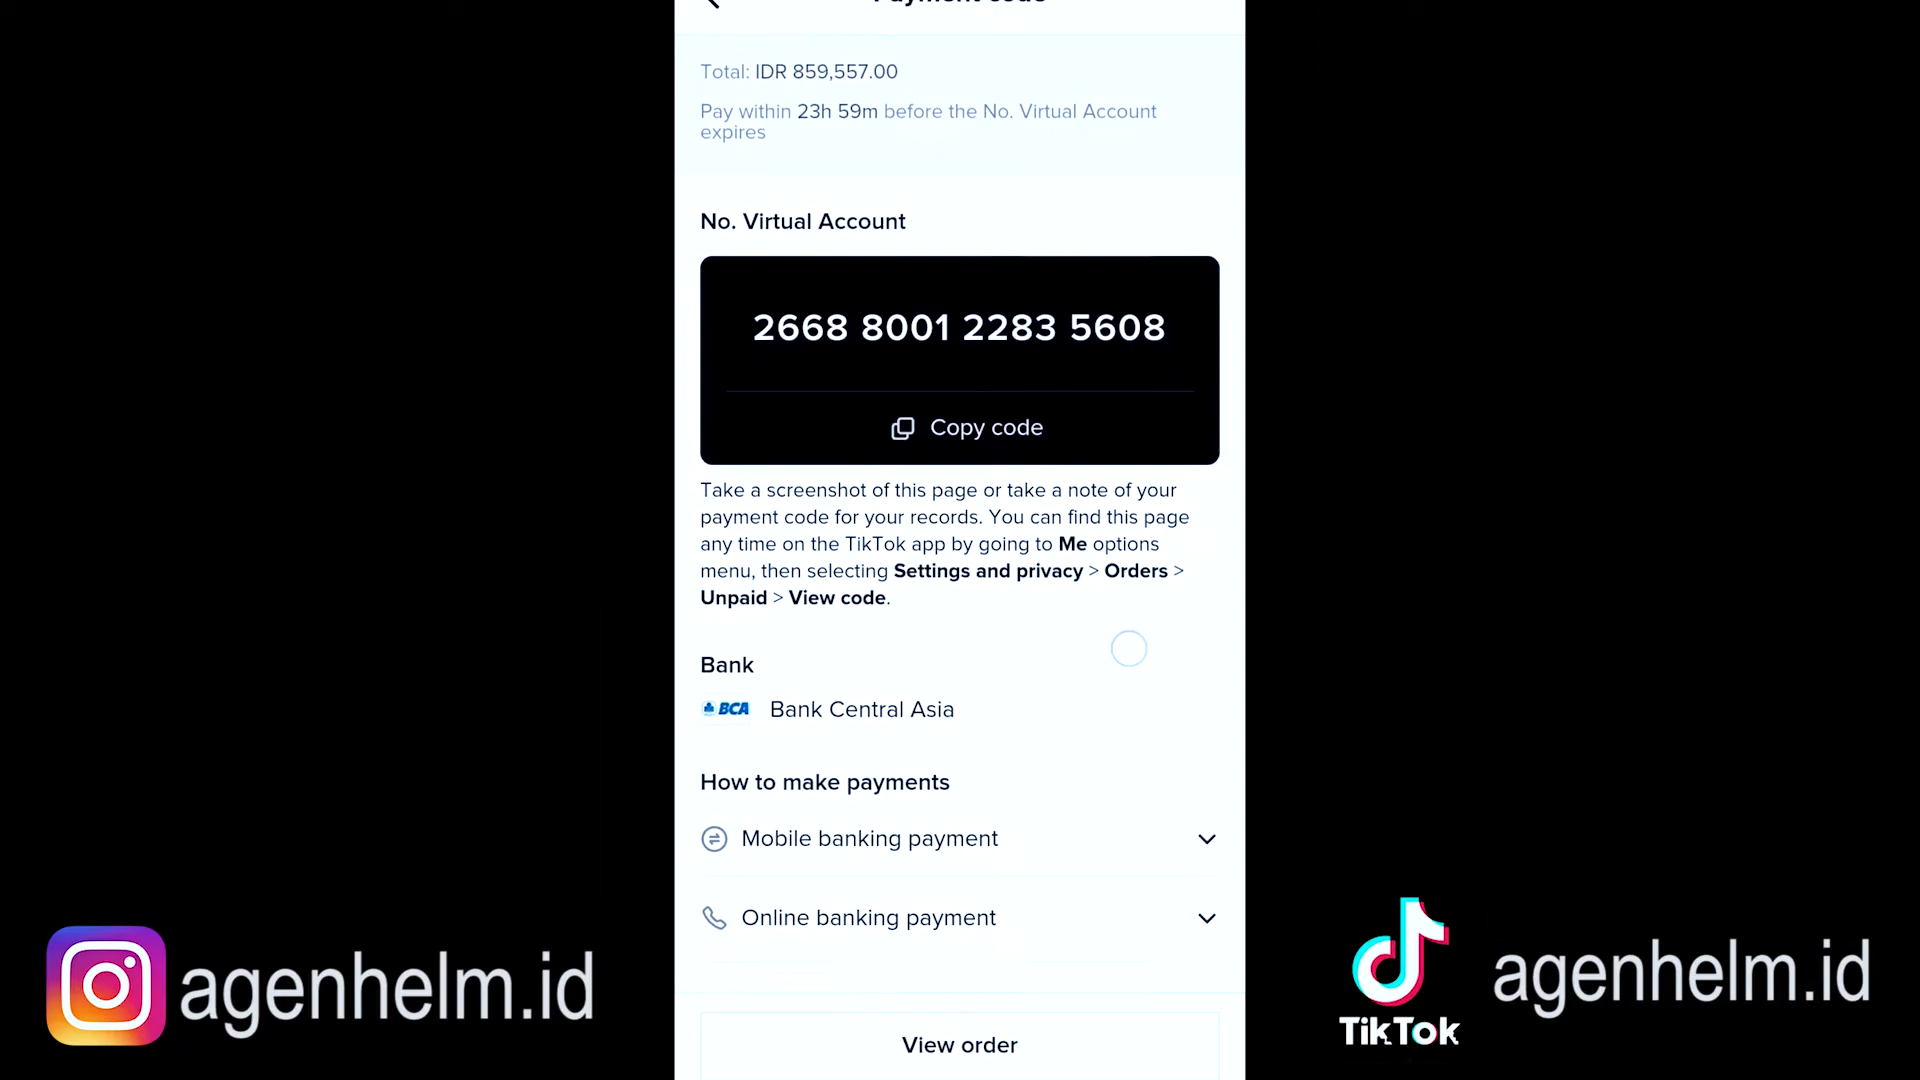 Payment code
Total: IDR 859,557.00
Pay within 23h 59m before the No. Virtual Account
expires
No. Virtual Account
2668 8001 2283 5608
Copy code
Take a screenshot of this page or take a note of your
payment code for your records. You can find this page
any time on the TikTok app by going to Me options
menu, then selecting Settings and privacy > Orders >
Unpaid > View code.
Bank
BCA Bank Central Asia
How to make payments
Mobile banking payment
Online banking payment
View order
agenhelm.id
TikTok
agenhelm.id